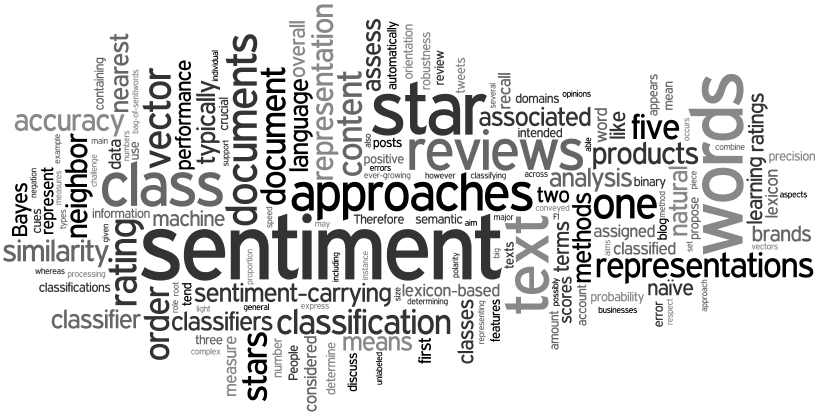 sentiment
star
words
approaches
reviews
class
text
documents
document
vector
one
representations
representation
classification
classifiers
classifier
content
similarity
accuracy
rating
order
stars
neighbor
nearest
typically
performance
language
overall
assess
automatically
orientation
robustness
review
tweets
several
recall
domains
opinions
associated
intended
word
like
five
appears
mean
able
occurs
combine
products
learning
ratings
lexicon
precision
aspects
analysis
binary
natural
piece
propose
set
two
F1
conveyed
methods
blog
method
assigned
classified
aims
terms
scores
brands
vectors
naïve
probability
businesses
error
respect
approach
account
possibly
amount
texts
big
major
aim
semantic
Therefore
may
speed
positive
posts
also
errors
ever-growing
however
classifying
across
crucial
support
individual
containing
bag-of-sentiwords
numbers
use
data
main
challenge
example
measures
types
represent
cues
negation
Bayes
information
given
machine
whereas
processing
classifications
tend
root
role
light
sentiment-carrying
general
express
proportion
including
instance
polarity
size
lexicon-based
determining
representing
features
classes
first
means
unlabeled
discuss
determine
considered
People
number
measure
three
complex